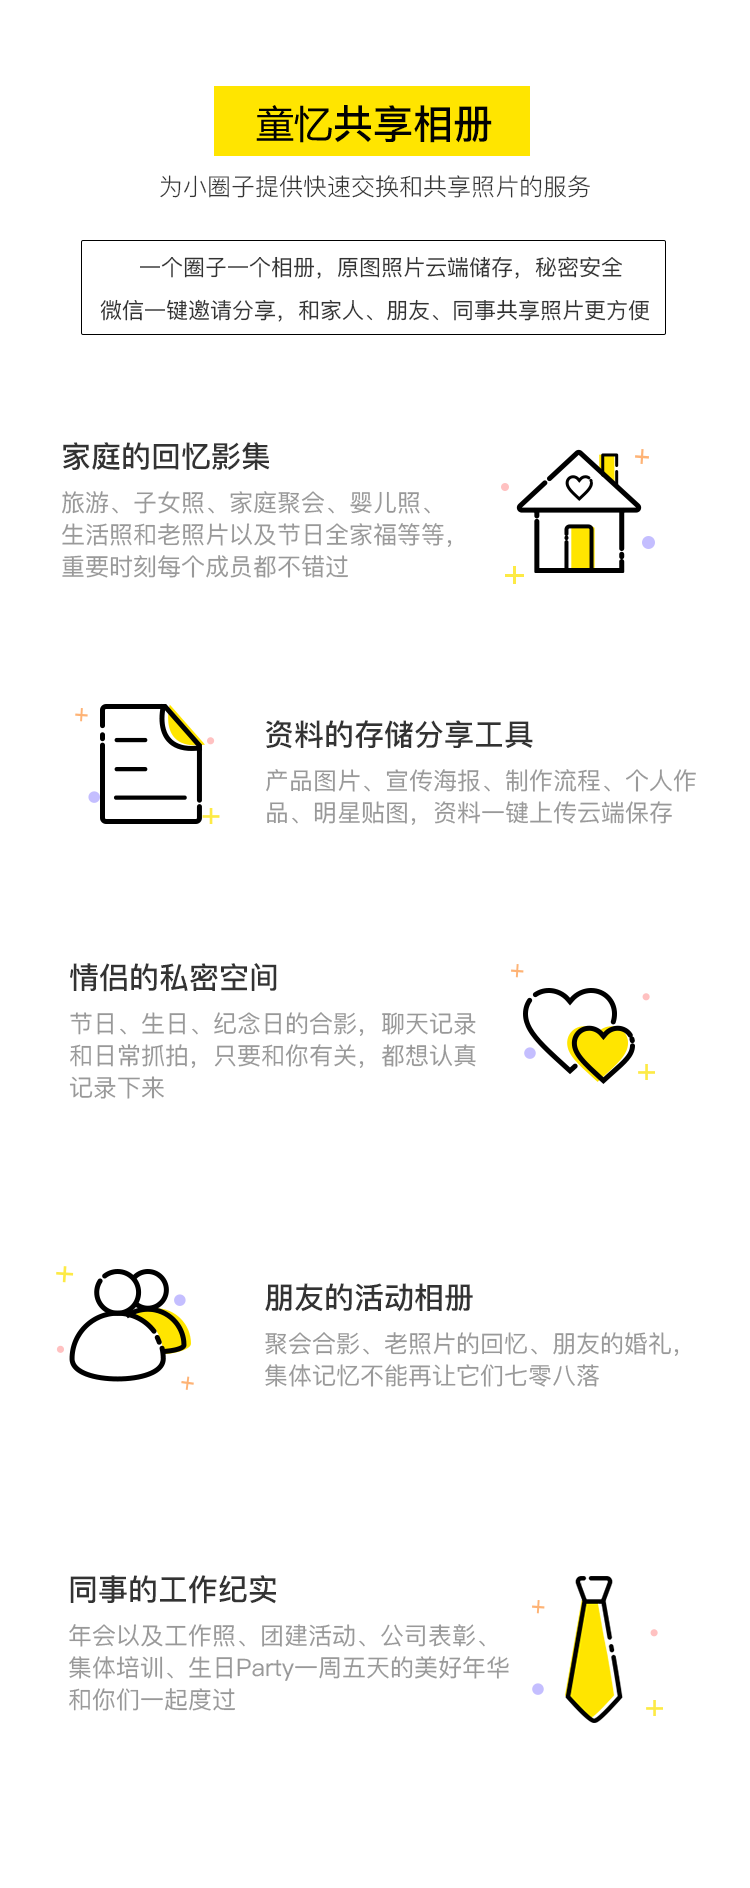 童忆共享相册
为小圈子提供快速交换和共享照片的服务
一个圈子一个相册，原图照片云端储存，秘密安全
微信一键邀请分享，和家人、朋友、同事共享照片更方便
家庭的回忆影集
旅游、子女照、家庭聚会、婴儿照、
生活照和老照片以及节日全家福等等，
重要时刻每个成员都不错过
资料的存储分享工具
产品图片、宣传海报、制作流程、个人作
品、明星贴图，资料一键上传云端保存
情侣的私密空间
节日、生日、纪念日的合影，聊天记录
和日常抓拍，只要和你有关，都想认真
记录下来
朋友的活动相册
聚会合影、老照片的回忆、朋友的婚礼，
集体记忆不能再让它们七零八落
同事的工作纪实
年会以及工作照、团建活动、公司表彰、
集体培训、生日Party一周五天的美好年华
和你们一起度过